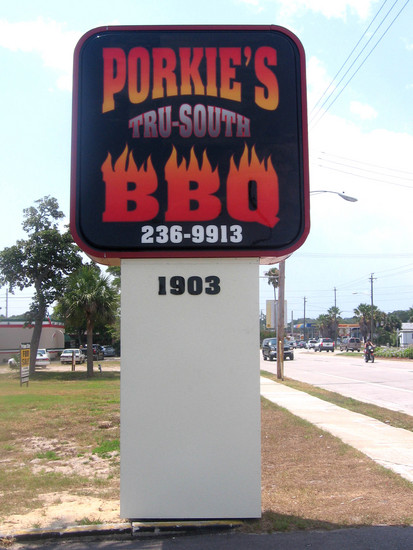 PORKIE'S
TRU-SOUTH
BBQ
236-9913
1903